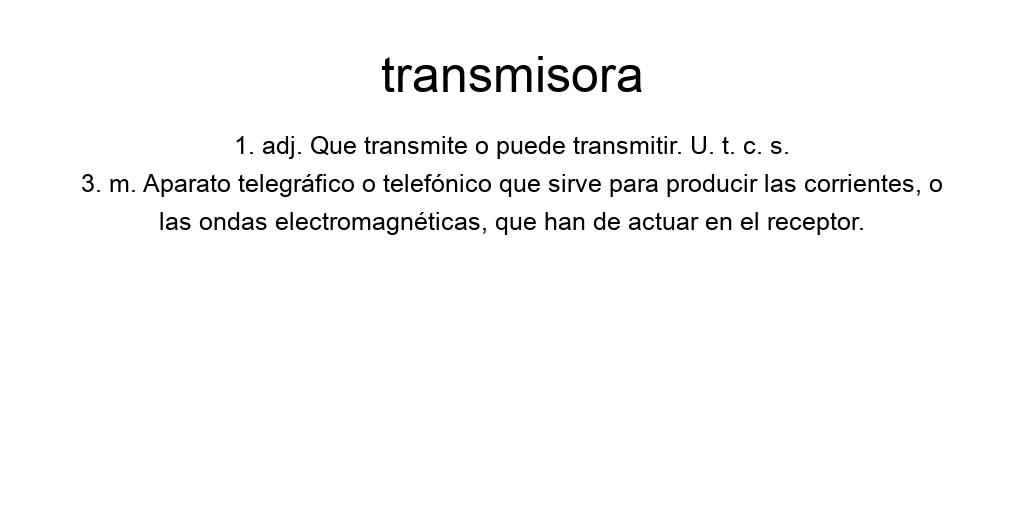 transmisora
1. adj. Que transmite o puede transmitir. U. t. c. s.
3. m. Aparato telegráfico o telefónico que sirve para producir las corrientes, o
las ondas electromagnéticas, que han de actuar en el receptor.